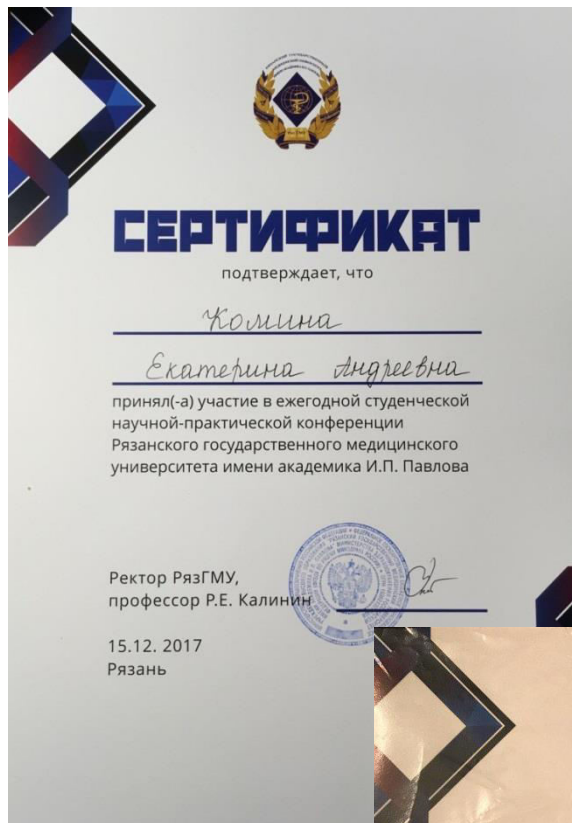 СЕРТИФИКАТ
подтверждает, что
Комина
Екатерина Андреевна
принял(-а) участие в ежегодной студенческой
научной-практической конференции
Рязанского государственного медицинского
университета имени академика И.П. Павлова
Ректор РязГМУ,
профессор Р.Е. Калинин
15.12. 2017
Рязань